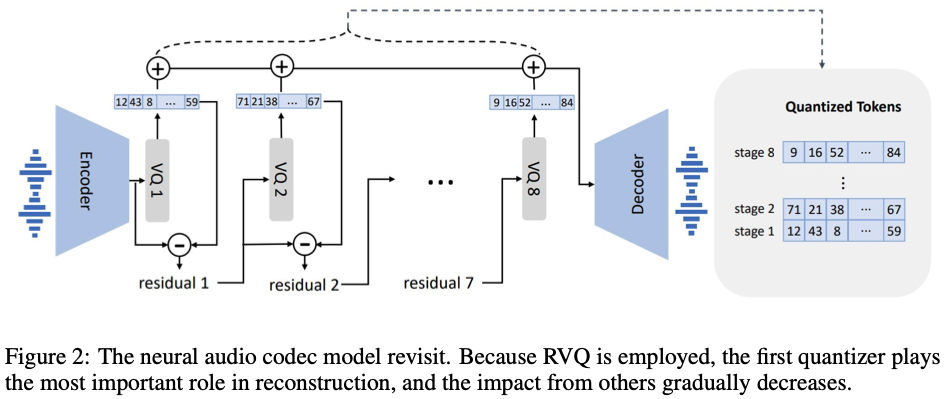 12 43 8 ... 59
71 21 38 ... 67
9 16 52 ... 84
Encoder
VQ 1
VQ 2
...
VQ 8
Decoder
residual 1
residual 2
residual 7
Quantized Tokens
stage 8 9 16 52 ... 84
⋮
stage 2 71 21 38 ... 67
stage 1 12 43 8 ... 59
Figure 2: The neural audio codec model revisit. Because RVQ is employed, the first quantizer plays
the most important role in reconstruction, and the impact from others gradually decreases.